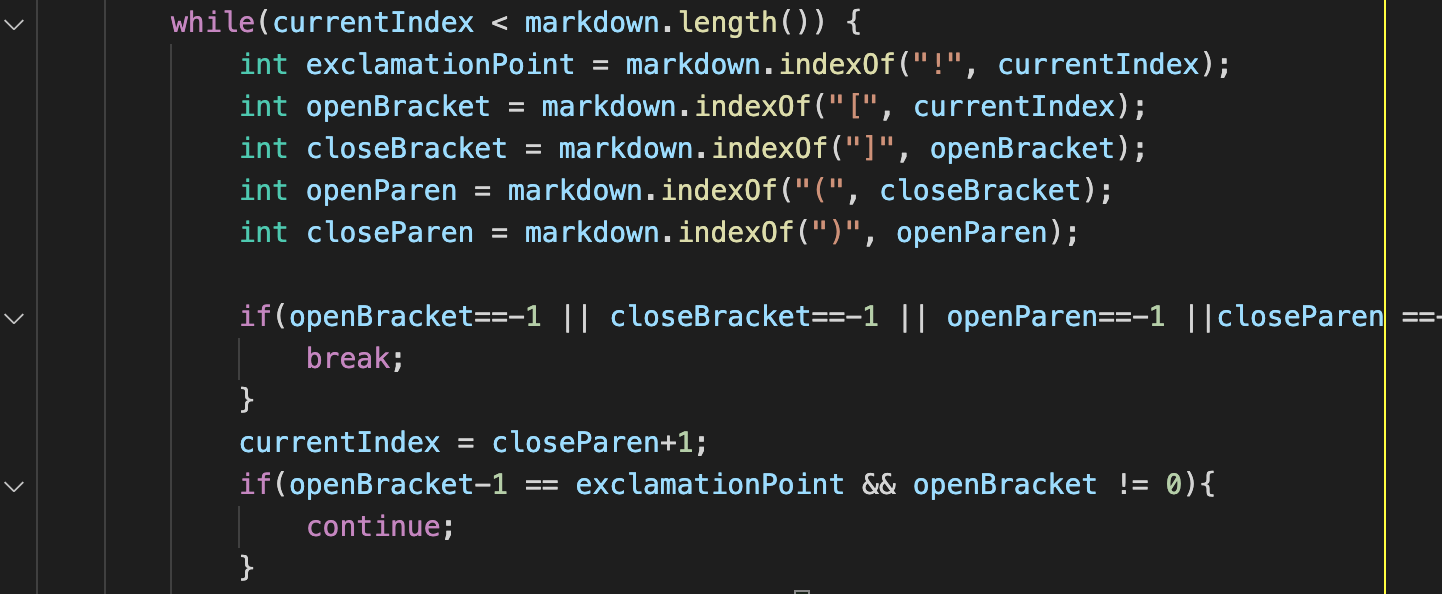 while(currentIndex < markdown.length()) {
int exclamationPoint = markdown.indexOf("!", currentIndex);
int openBracket = markdown.indexOf("[", currentIndex);
int closeBracket = markdown.indexOf("]", openBracket);
int openParen = markdown.indexOf("(", closeBracket);
int closeParen = markdown.indexOf(")", openParen);
if(openBracket==-1 || closeBracket==-1 || openParen==-1 ||closeParen ==-
break;
}
currentIndex = closeParen+1;
if(openBracket-1 == exclamationPoint && openBracket != 0){
continue;
}